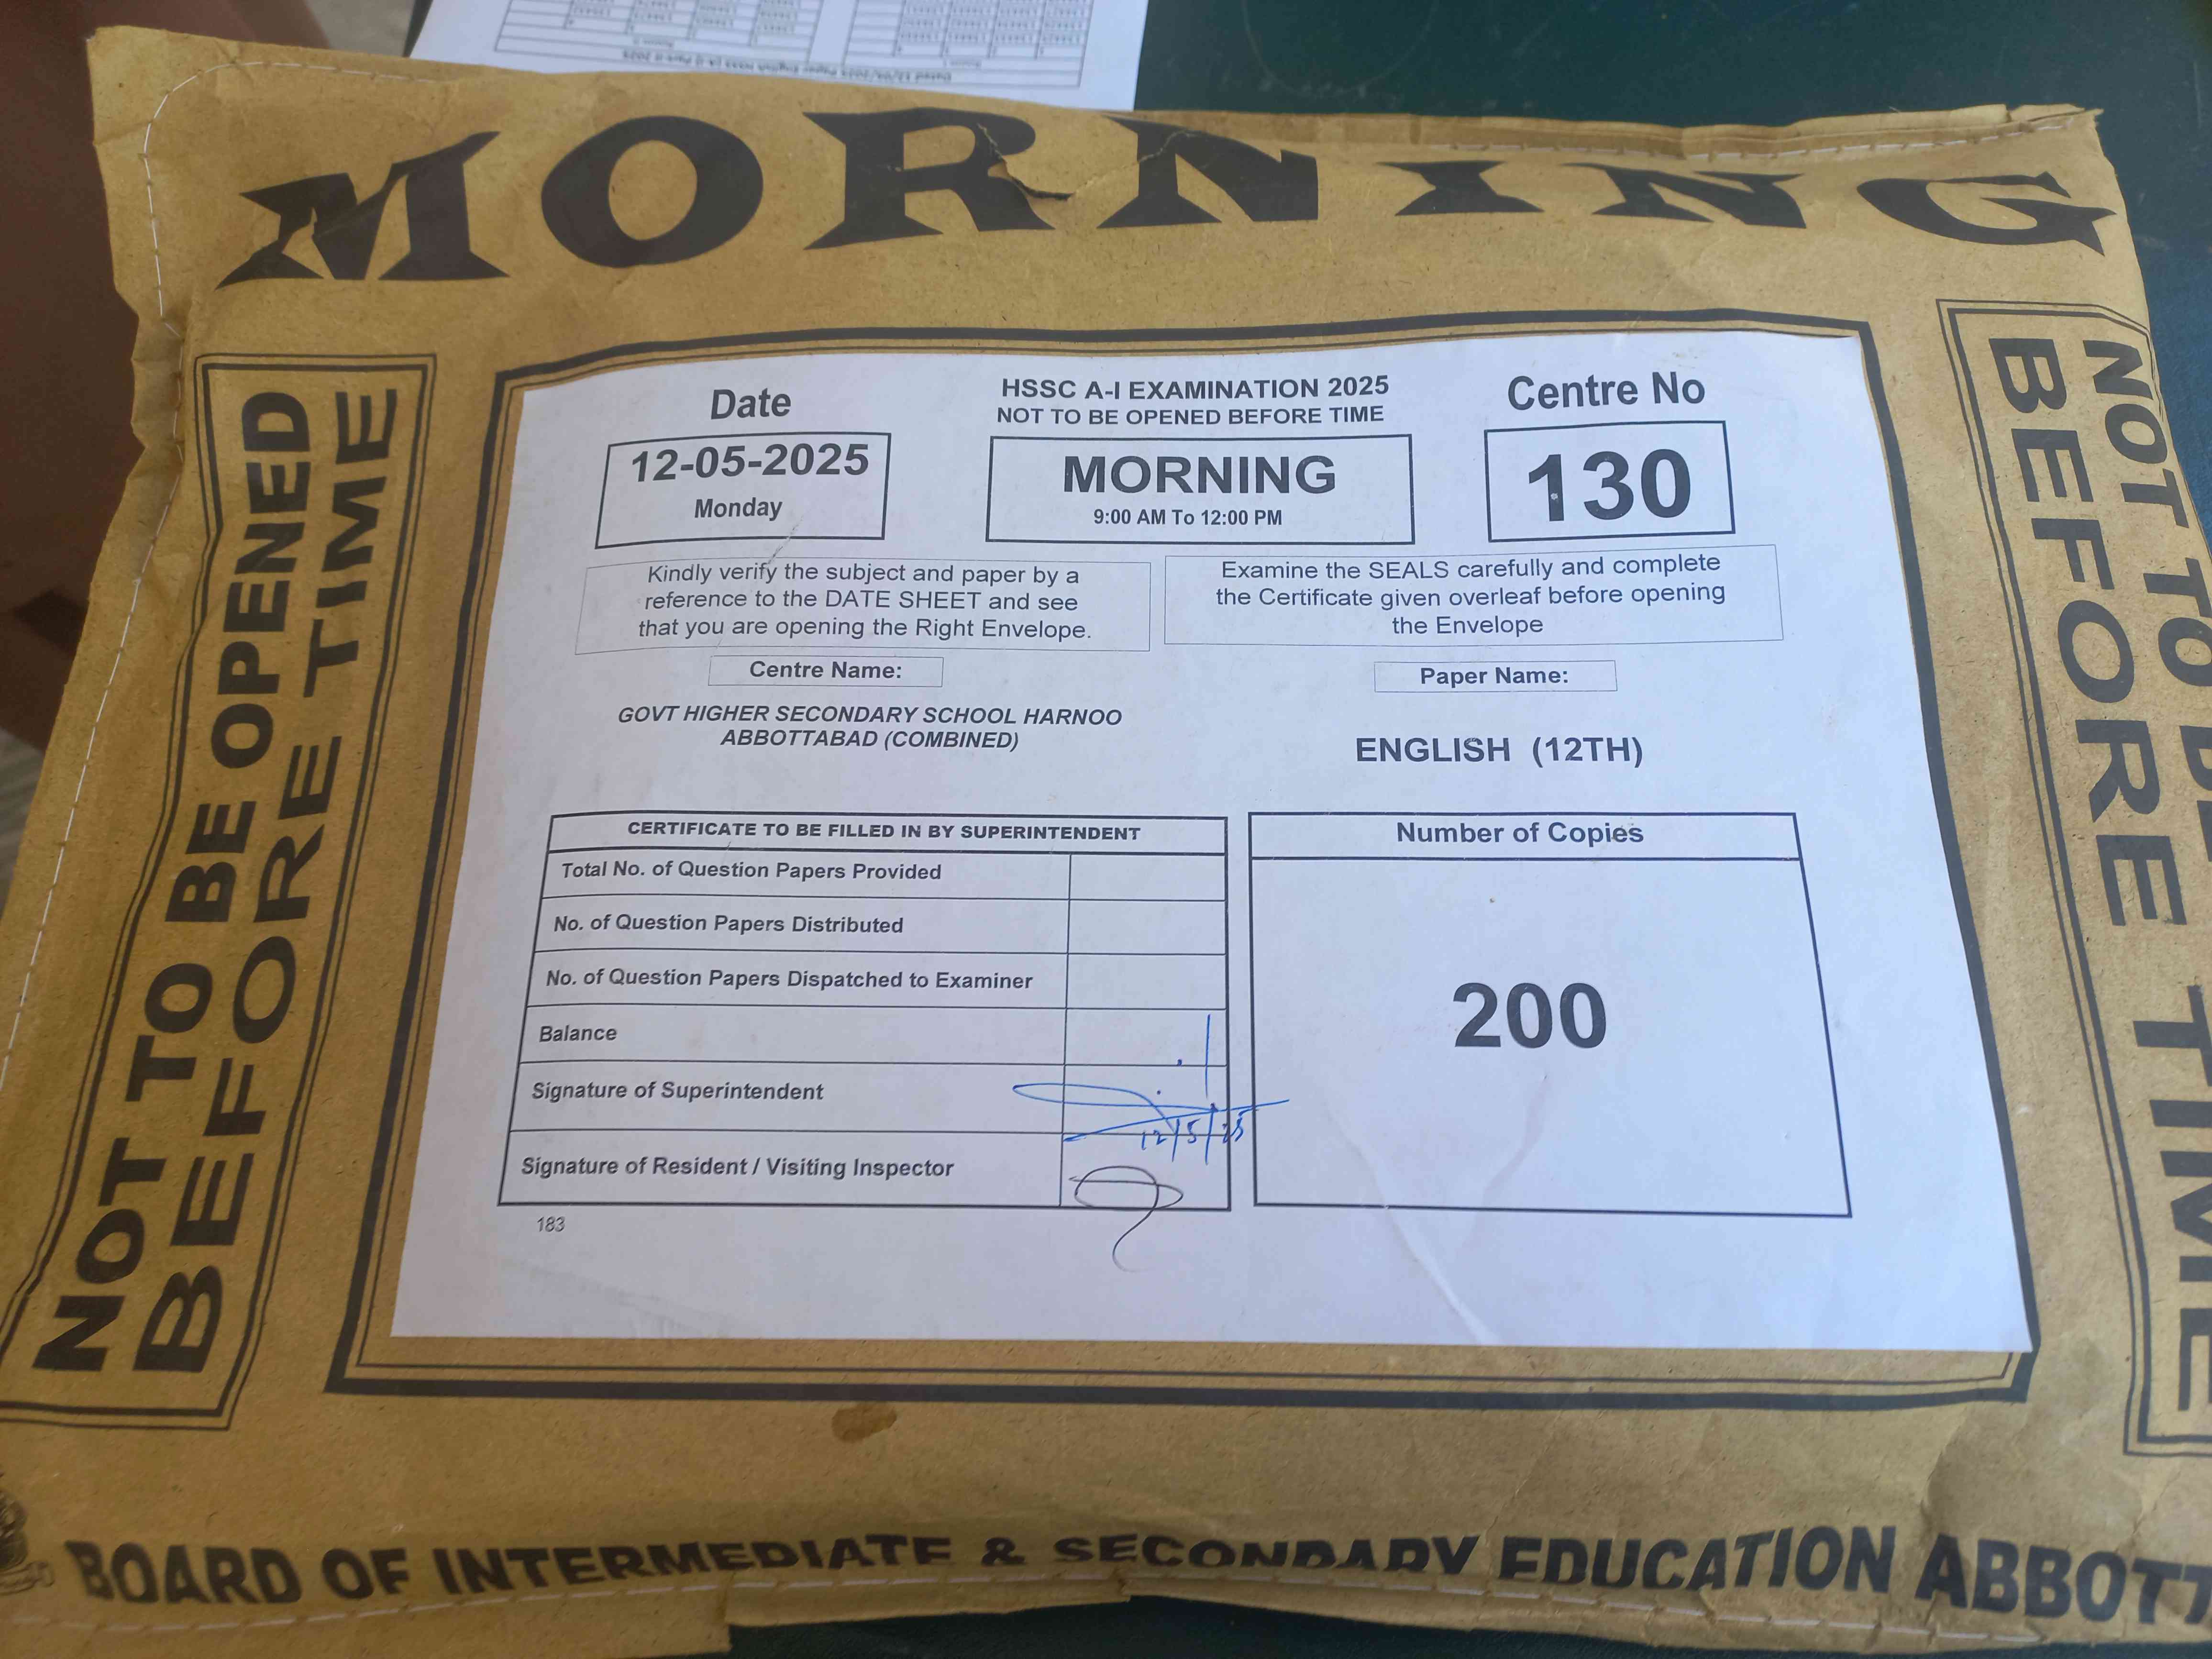 MORNING
NOT TO BE OPENED
BEFORE TIME
Date
12-05-2025
Monday
HSSC A-I EXAMINATION 2025
NOT TO BE OPENED BEFORE TIME
MORNING
9:00 AM To 12:00 PM
Centre No
130
Kindly verify the subject and paper by a
reference to the DATE SHEET and see
that you are opening the Right Envelope.
Examine the SEALS carefully and complete
the Certificate given overleaf before opening
the Envelope
Centre Name:
GOVT HIGHER SECONDARY SCHOOL HARNOO
ABBOTTABAD (COMBINED)
Paper Name:
ENGLISH (12TH)
CERTIFICATE TO BE FILLED IN BY SUPERINTENDENT
Total No. of Question Papers Provided
No. of Question Papers Distributed
No. of Question Papers Dispatched to Examiner
Balance
Signature of Superintendent
12/5/25
Signature of Resident / Visiting Inspector
183
Number of Copies
200
NOT TO B
BEFORE TIME
BOARD OF INTERMEDIATE & SECONDARY EDUCATION ABBOTT